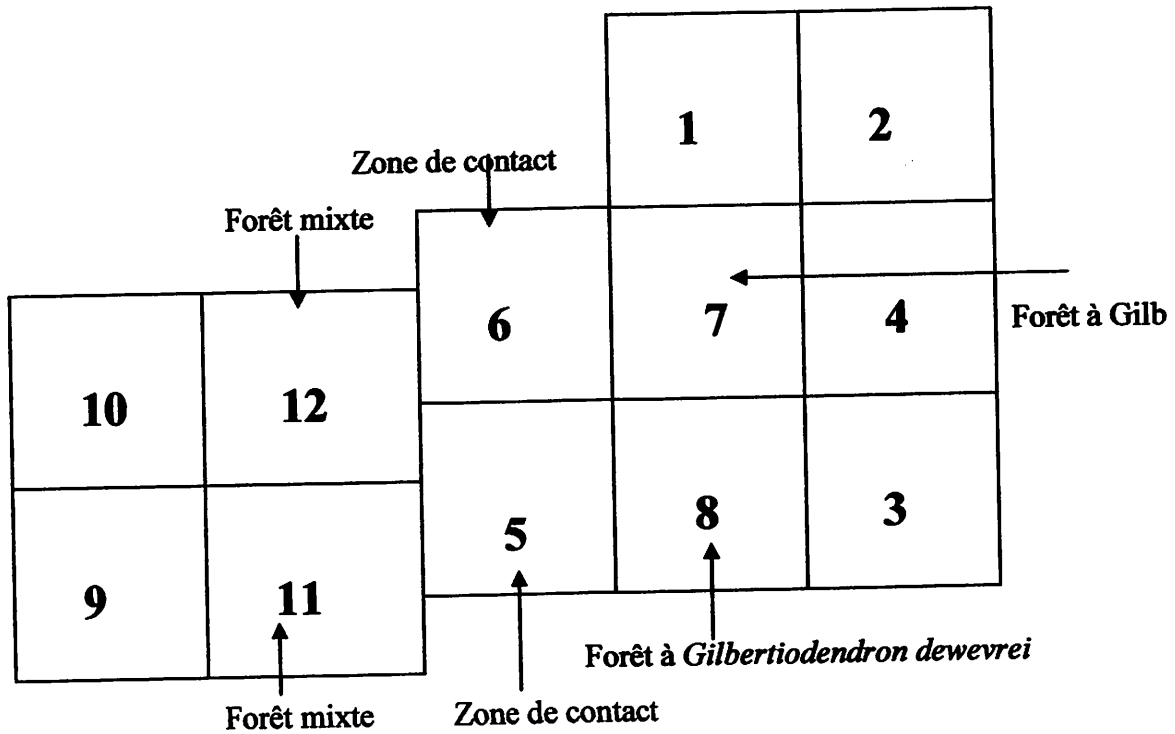 1
2
Zone de contact
Forêt mixte
6
7
4
Forêt à Gilb
10
12
5
8
3
9
11
Forêt à Gilbertiodendron dewevrei
Forêt mixte
Zone de contact